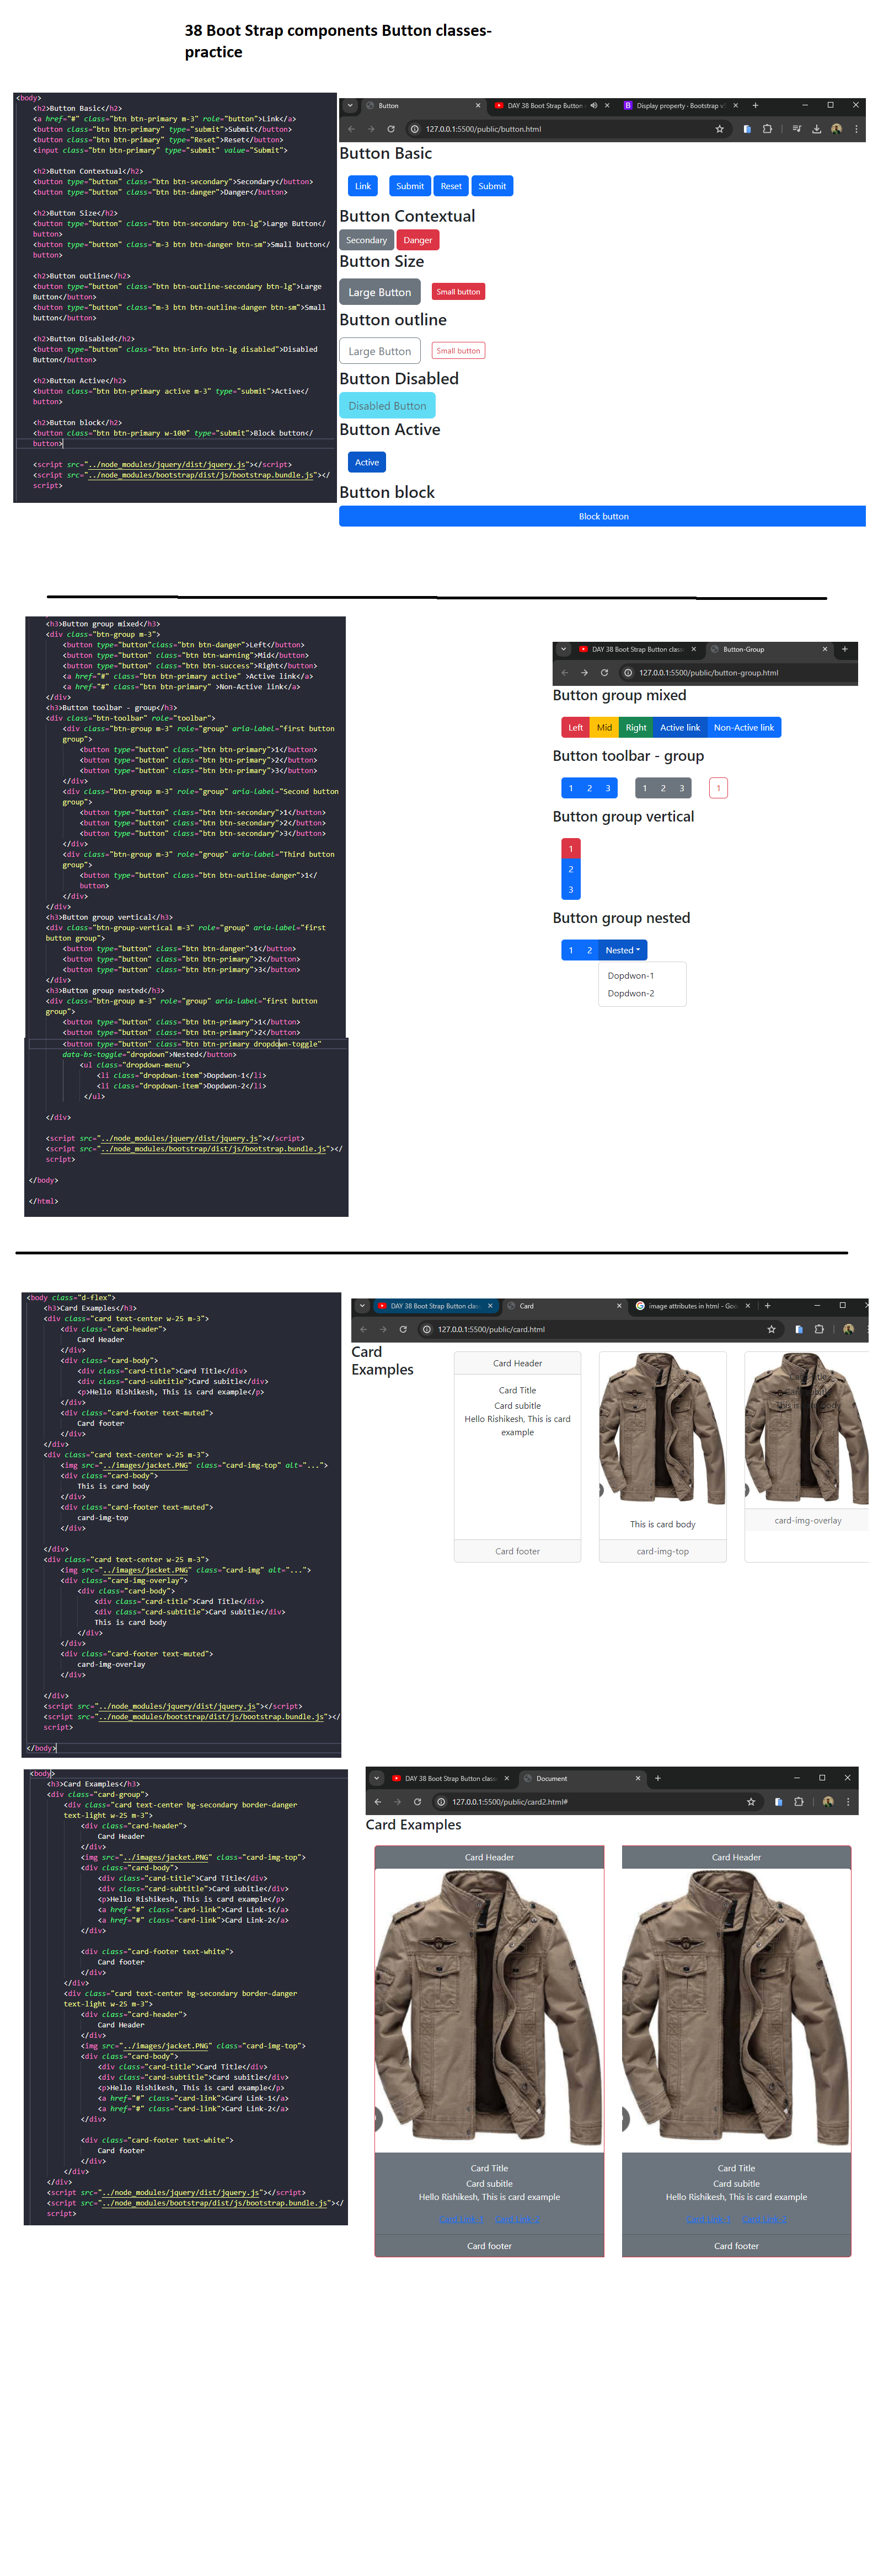 38 Boot Strap components Button classes-
practice
<body>
<h2>Button Basic</h2>
<a href="#" class="btn btn-primary m-3" role="button">Link</a>
<button class="btn btn-primary" type="submit">Submit</button>
<button class="btn btn-primary" type="Reset">Reset</button>
<input class="btn btn-primary" type="submit" value="Submit">
<h2>Button Contextual</h2>
<button type="button" class="btn btn-secondary">Secondary</button>
<button type="button" class="btn btn-danger">Danger</button>
<h2>Button Size</h2>
<button type="button" class="btn btn-secondary btn-lg">Large Button</
button>
<button type="button" class="m-3 btn btn-danger btn-sm">Small button</
button>
<h2>Button outline</h2>
<button type="button" class="btn btn-outline-secondary btn-lg">Large
Button</button>
<button type="button" class="m-3 btn btn-outline-danger btn-sm">Small
button</button>
<h2>Button Disabled</h2>
<button type="button" class="btn btn-info btn-lg disabled">Disabled
Button</button>
<h2>Button Active</h2>
<button class="btn btn-primary active m-3" type="submit">Active</
button>
<h2>Button block</h2>
<button class="btn btn-primary w-100" type="submit">Block button</
button>
<script src="../node_modules/jquery/dist/jquery.js"></script>
<script src="../node_modules/bootstrap/dist/js/bootstrap.bundle.js"></
script>
Button
DAY 38 Boot Strap Button
Display property · Bootstrap v
127.0.0.1:5500/public/button.html
Button Basic
Link Submit Reset Submit
Button Contextual
Secondary Danger
Button Size
Large Button Small button
Button outline
Large Button Small button
Button Disabled
Disabled Button
Button Active
Active
Button block
Block button
<h3>Button group mixed</h3>
<div class="btn-group m-3">
<button type="button"class="btn btn-danger">Left</button>
<button type="button" class="btn btn-warning">Mid</button>
<button type="button" class="btn btn-success">Right</button>
<a href="#" class="btn btn-primary active" >Active link</a>
<a href="#" class="btn btn-primary" >Non-Active link</a>
</div>
<h3>Button toolbar - group</h3>
<div class="btn-toolbar" role="toolbar">
<div class="btn-group m-3" role="group" aria-label="first button
group">
<button type="button" class="btn btn-primary">1</button>
<button type="button" class="btn btn-primary">2</button>
<button type="button" class="btn btn-primary">3</button>
</div>
<div class="btn-group m-3" role="group" aria-label="Second button
group">
<button type="button" class="btn btn-secondary">1</button>
<button type="button" class="btn btn-secondary">2</button>
<button type="button" class="btn btn-secondary">3</button>
</div>
<div class="btn-group m-3" role="group" aria-label="Third button
group">
<button type="button" class="btn btn-outline-danger">1</
button>
</div>
</div>
<h3>Button group vertical</h3>
<div class="btn-group-vertical m-3" role="group" aria-label="first
button group">
<button type="button" class="btn btn-danger">1</button>
<button type="button" class="btn btn-primary">2</button>
<button type="button" class="btn btn-primary">3</button>
</div>
<h3>Button group nested</h3>
<div class="btn-group m-3" role="group" aria-label="first button
group">
<button type="button" class="btn btn-primary">1</button>
<button type="button" class="btn btn-primary">2</button>
<button type="button" class="btn btn-primary dropdown-toggle"
data-bs-toggle="dropdown">Nested</button>
<ul class="dropdown-menu">
<li class="dropdown-item">Dopdwon-1</li>
<li class="dropdown-item">Dopdwon-2</li>
</ul>
</div>
<script src="../node_modules/jquery/dist/jquery.js"></script>
<script src="../node_modules/bootstrap/dist/js/bootstrap.bundle.js"></
script>
</body>
</html>
DAY 38 Boot Strap Button class
Button-Group
127.0.0.1:5500/public/button-group.html
Button group mixed
Left Mid Right Active link Non-Active link
Button toolbar - group
1 2 3 1 2 3 1
Button group vertical
1
2
3
Button group nested
1 2 Nested
Dopdwon-1
Dopdwon-2
<body class="d-flex">
<h3>Card Examples</h3>
<div class="card text-center w-25 m-3">
<div class="card-header">
Card Header
</div>
<div class="card-body">
<div class="card-title">Card Title</div>
<div class="card-subtitle">Card subitle</div>
<p>Hello Rishikesh, This is card example</p>
</div>
<div class="card-footer text-muted">
Card footer
</div>
</div>
<div class="card text-center w-25 m-3">
<img src="../images/jacket.PNG" class="card-img-top" alt="...">
<div class="card-body">
This is card body
</div>
<div class="card-footer text-muted">
card-img-top
</div>
</div>
<div class="card text-center w-25 m-3">
<img src="../images/jacket.PNG" class="card-img" alt="...">
<div class="card-img-overlay">
<div class="card-body">
<div class="card-title">Card Title</div>
<div class="card-subtitle">Card subitle</div>
This is card body
</div>
</div>
<div class="card-footer text-muted">
card-img-overlay
</div>
</div>
<script src="../node_modules/jquery/dist/jquery.js"></script>
<script src="../node_modules/bootstrap/dist/js/bootstrap.bundle.js"></
script>
</body>
DAY 38 Boot Strap Button class
Card
image attributes in html - Goo
127.0.0.1:5500/public/card.html
Card
Examples
Card Header
Card Title
Card subitle
Hello Rishikesh, This is card
example
Card footer
This is card body
card-img-top
card-img-overlay
<body>
<h3>Card Examples</h3>
<div class="card-group">
<div class="card text-center bg-secondary border-danger
text-light w-25 m-3">
<div class="card-header">
Card Header
</div>
<img src="../images/jacket.PNG" class="card-img-top">
<div class="card-body">
<div class="card-title">Card Title</div>
<div class="card-subtitle">Card subitle</div>
<p>Hello Rishikesh, This is card example</p>
<a href="#" class="card-link">Card Link-1</a>
<a href="#" class="card-link">Card Link-2</a>
</div>
<div class="card-footer text-white">
Card footer
</div>
</div>
<div class="card text-center bg-secondary border-danger
text-light w-25 m-3">
<div class="card-header">
Card Header
</div>
<img src="../images/jacket.PNG" class="card-img-top">
<div class="card-body">
<div class="card-title">Card Title</div>
<div class="card-subtitle">Card subitle</div>
<p>Hello Rishikesh, This is card example</p>
<a href="#" class="card-link">Card Link-1</a>
<a href="#" class="card-link">Card Link-2</a>
</div>
<div class="card-footer text-white">
Card footer
</div>
</div>
</div>
<script src="../node_modules/jquery/dist/jquery.js"></script>
<script src="../node_modules/bootstrap/dist/js/bootstrap.bundle.js"></
script>
DAY 38 Boot Strap Button class
Document
127.0.0.1:5500/public/card2.html#
Card Examples
Card Header
Card Title
Card subitle
Hello Rishikesh, This is card example
Card Link-1 Card Link-2
Card footer
Card Header
Card Title
Card subitle
Hello Rishikesh, This is card example
Card Link-1 Card Link-2
Card footer